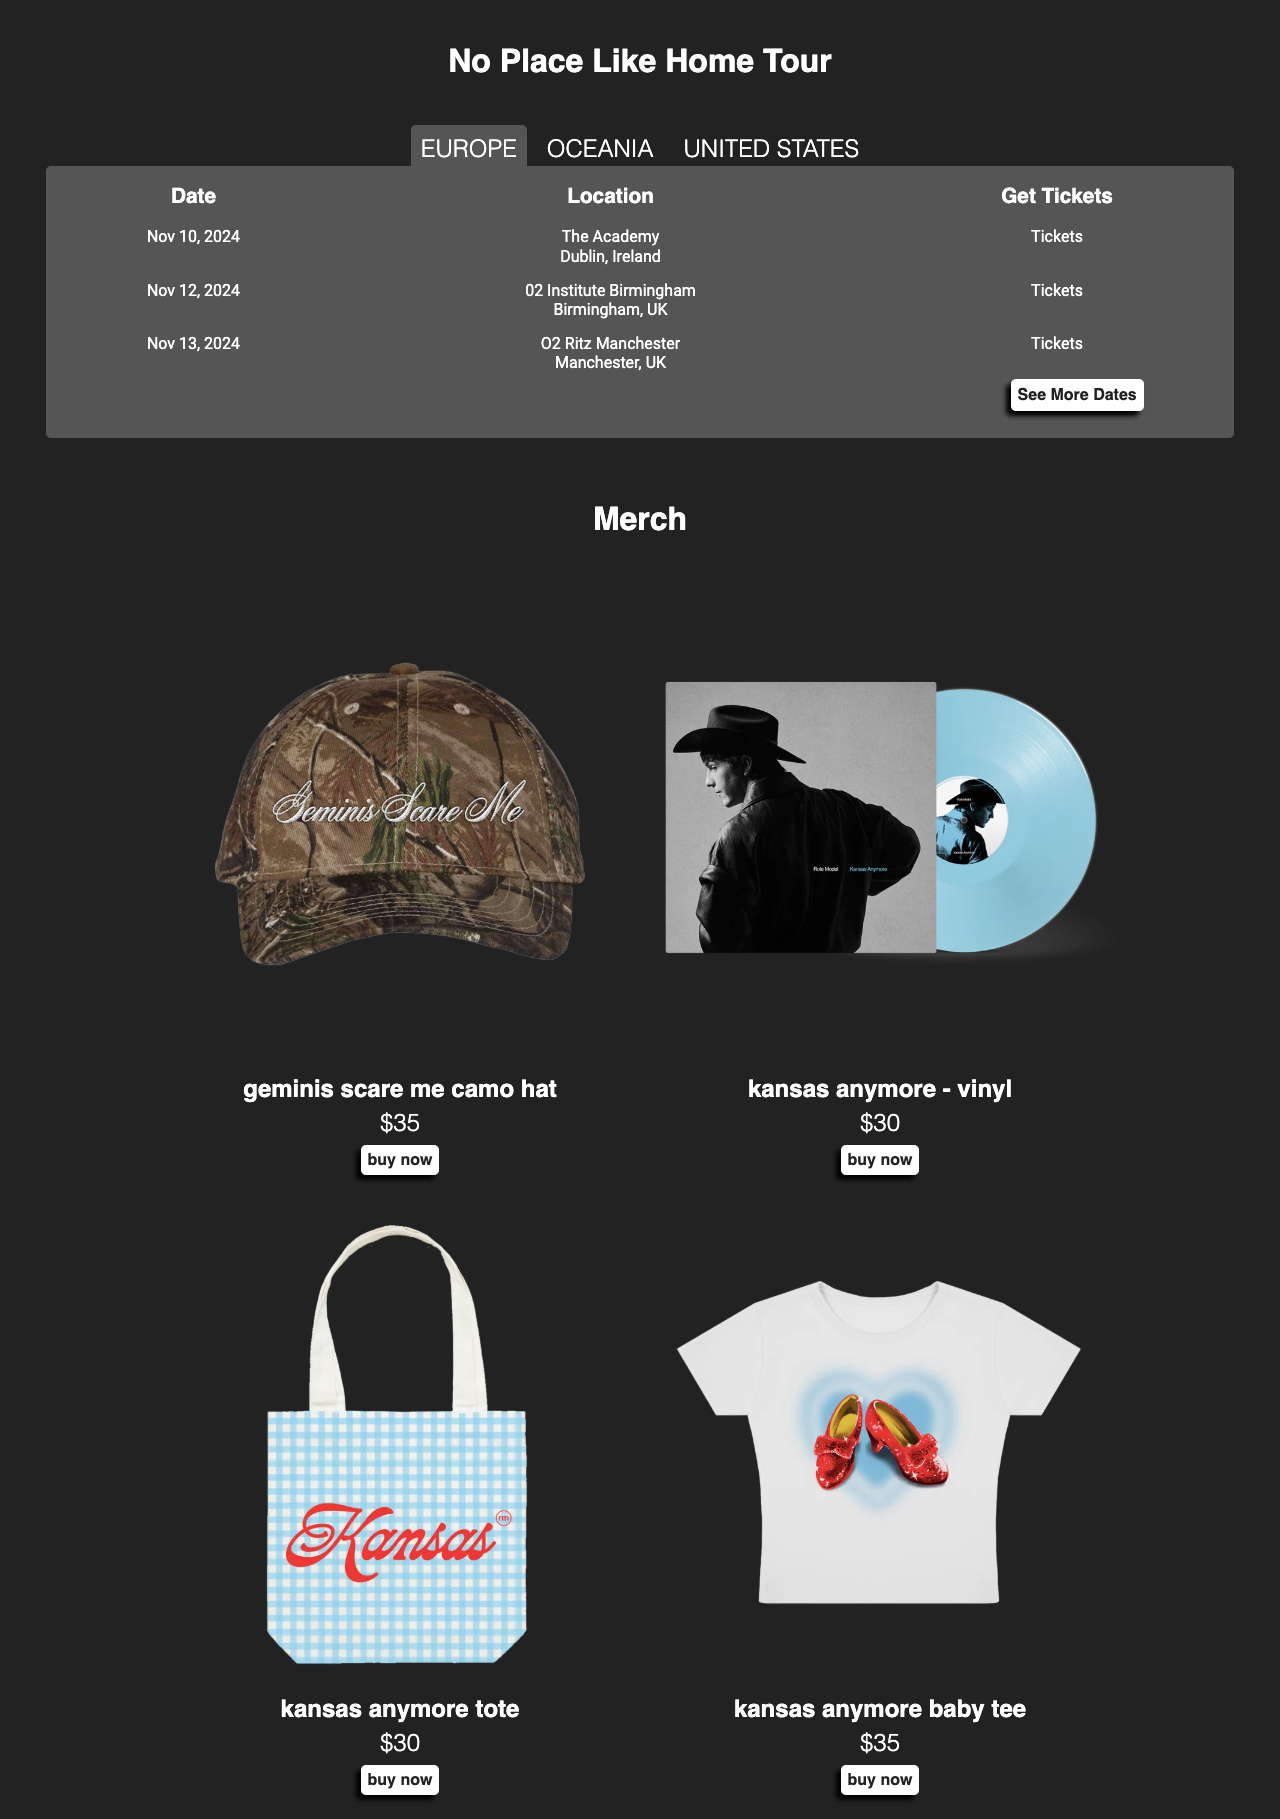 No Place Like Home Tour
EUROPE OCEANIA UNITED STATES
Date Location Get Tickets
Nov 10, 2024 The Academy Tickets
Dublin, Ireland
Nov 12, 2024 02 Institute Birmingham Tickets
Birmingham, UK
Nov 13, 2024 O2 Ritz Manchester Tickets
Manchester, UK
See More Dates
Merch
Geminis Scare Me
Role Model Kansas Anymore
Role Model
Kansas Anymore
geminis scare me camo hat
$35
buy now
kansas anymore - vinyl
$30
buy now
Kansas rm
kansas anymore tote
$30
buy now
kansas anymore baby tee
$35
buy now